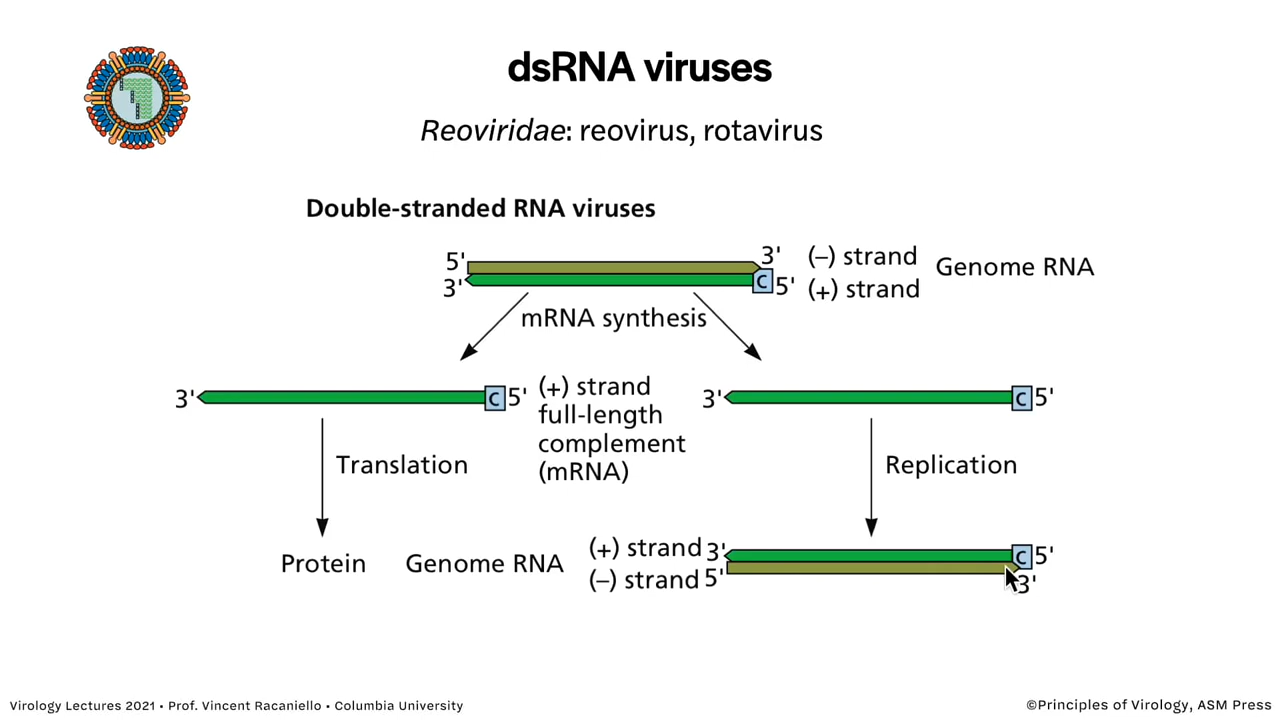 dsRNA viruses
Reoviridae: reovirus, rotavirus
Double-stranded RNA viruses
5' 3' (–) strand
Genome RNA
3' C 5' (+) strand
mRNA synthesis
3' C 5'
(+) strand
full-length
complement
(mRNA)
3' C 5'
Translation
Replication
Protein
Genome RNA
(+) strand 3' C 5'
(–) strand 5' 3'
Virology Lectures 2021 • Prof. Vincent Racaniello • Columbia University
©Principles of Virology, ASM Press